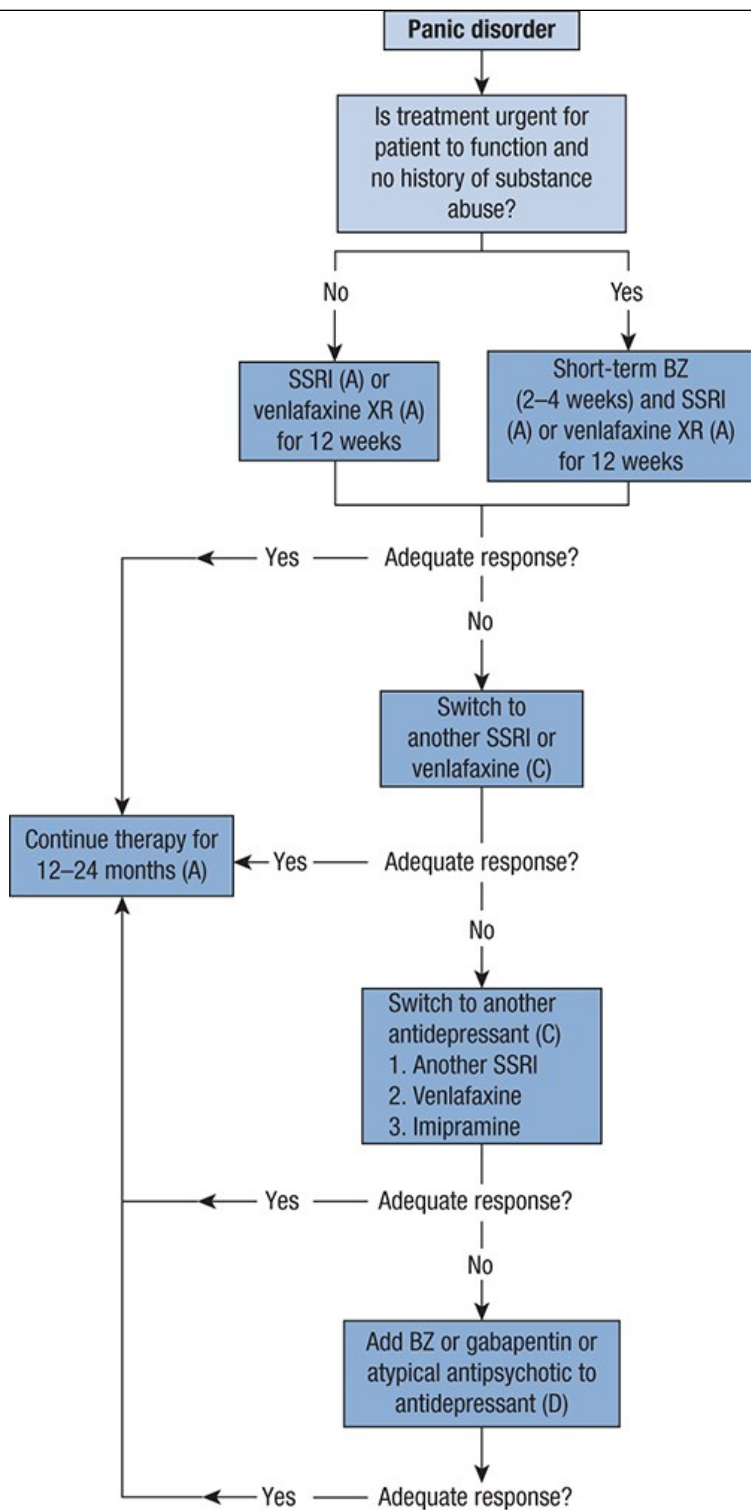 Panic disorder
Is treatment urgent for
patient to function and
no history of substance
abuse?
No
Yes
SSRI (A) or
venlafaxine XR (A)
for 12 weeks
Short-term BZ
(2–4 weeks) and SSRI
(A) or venlafaxine XR (A)
for 12 weeks
Yes
Adequate response?
No
Switch to
another SSRI or
venlafaxine (C)
Continue therapy for
12–24 months (A)
Yes
Adequate response?
No
Switch to another
antidepressant (C)
1. Another SSRI
2. Venlafaxine
3. Imipramine
Yes
Adequate response?
No
Add BZ or gabapentin or
atypical antipsychotic to
antidepressant (D)
Yes
Adequate response?